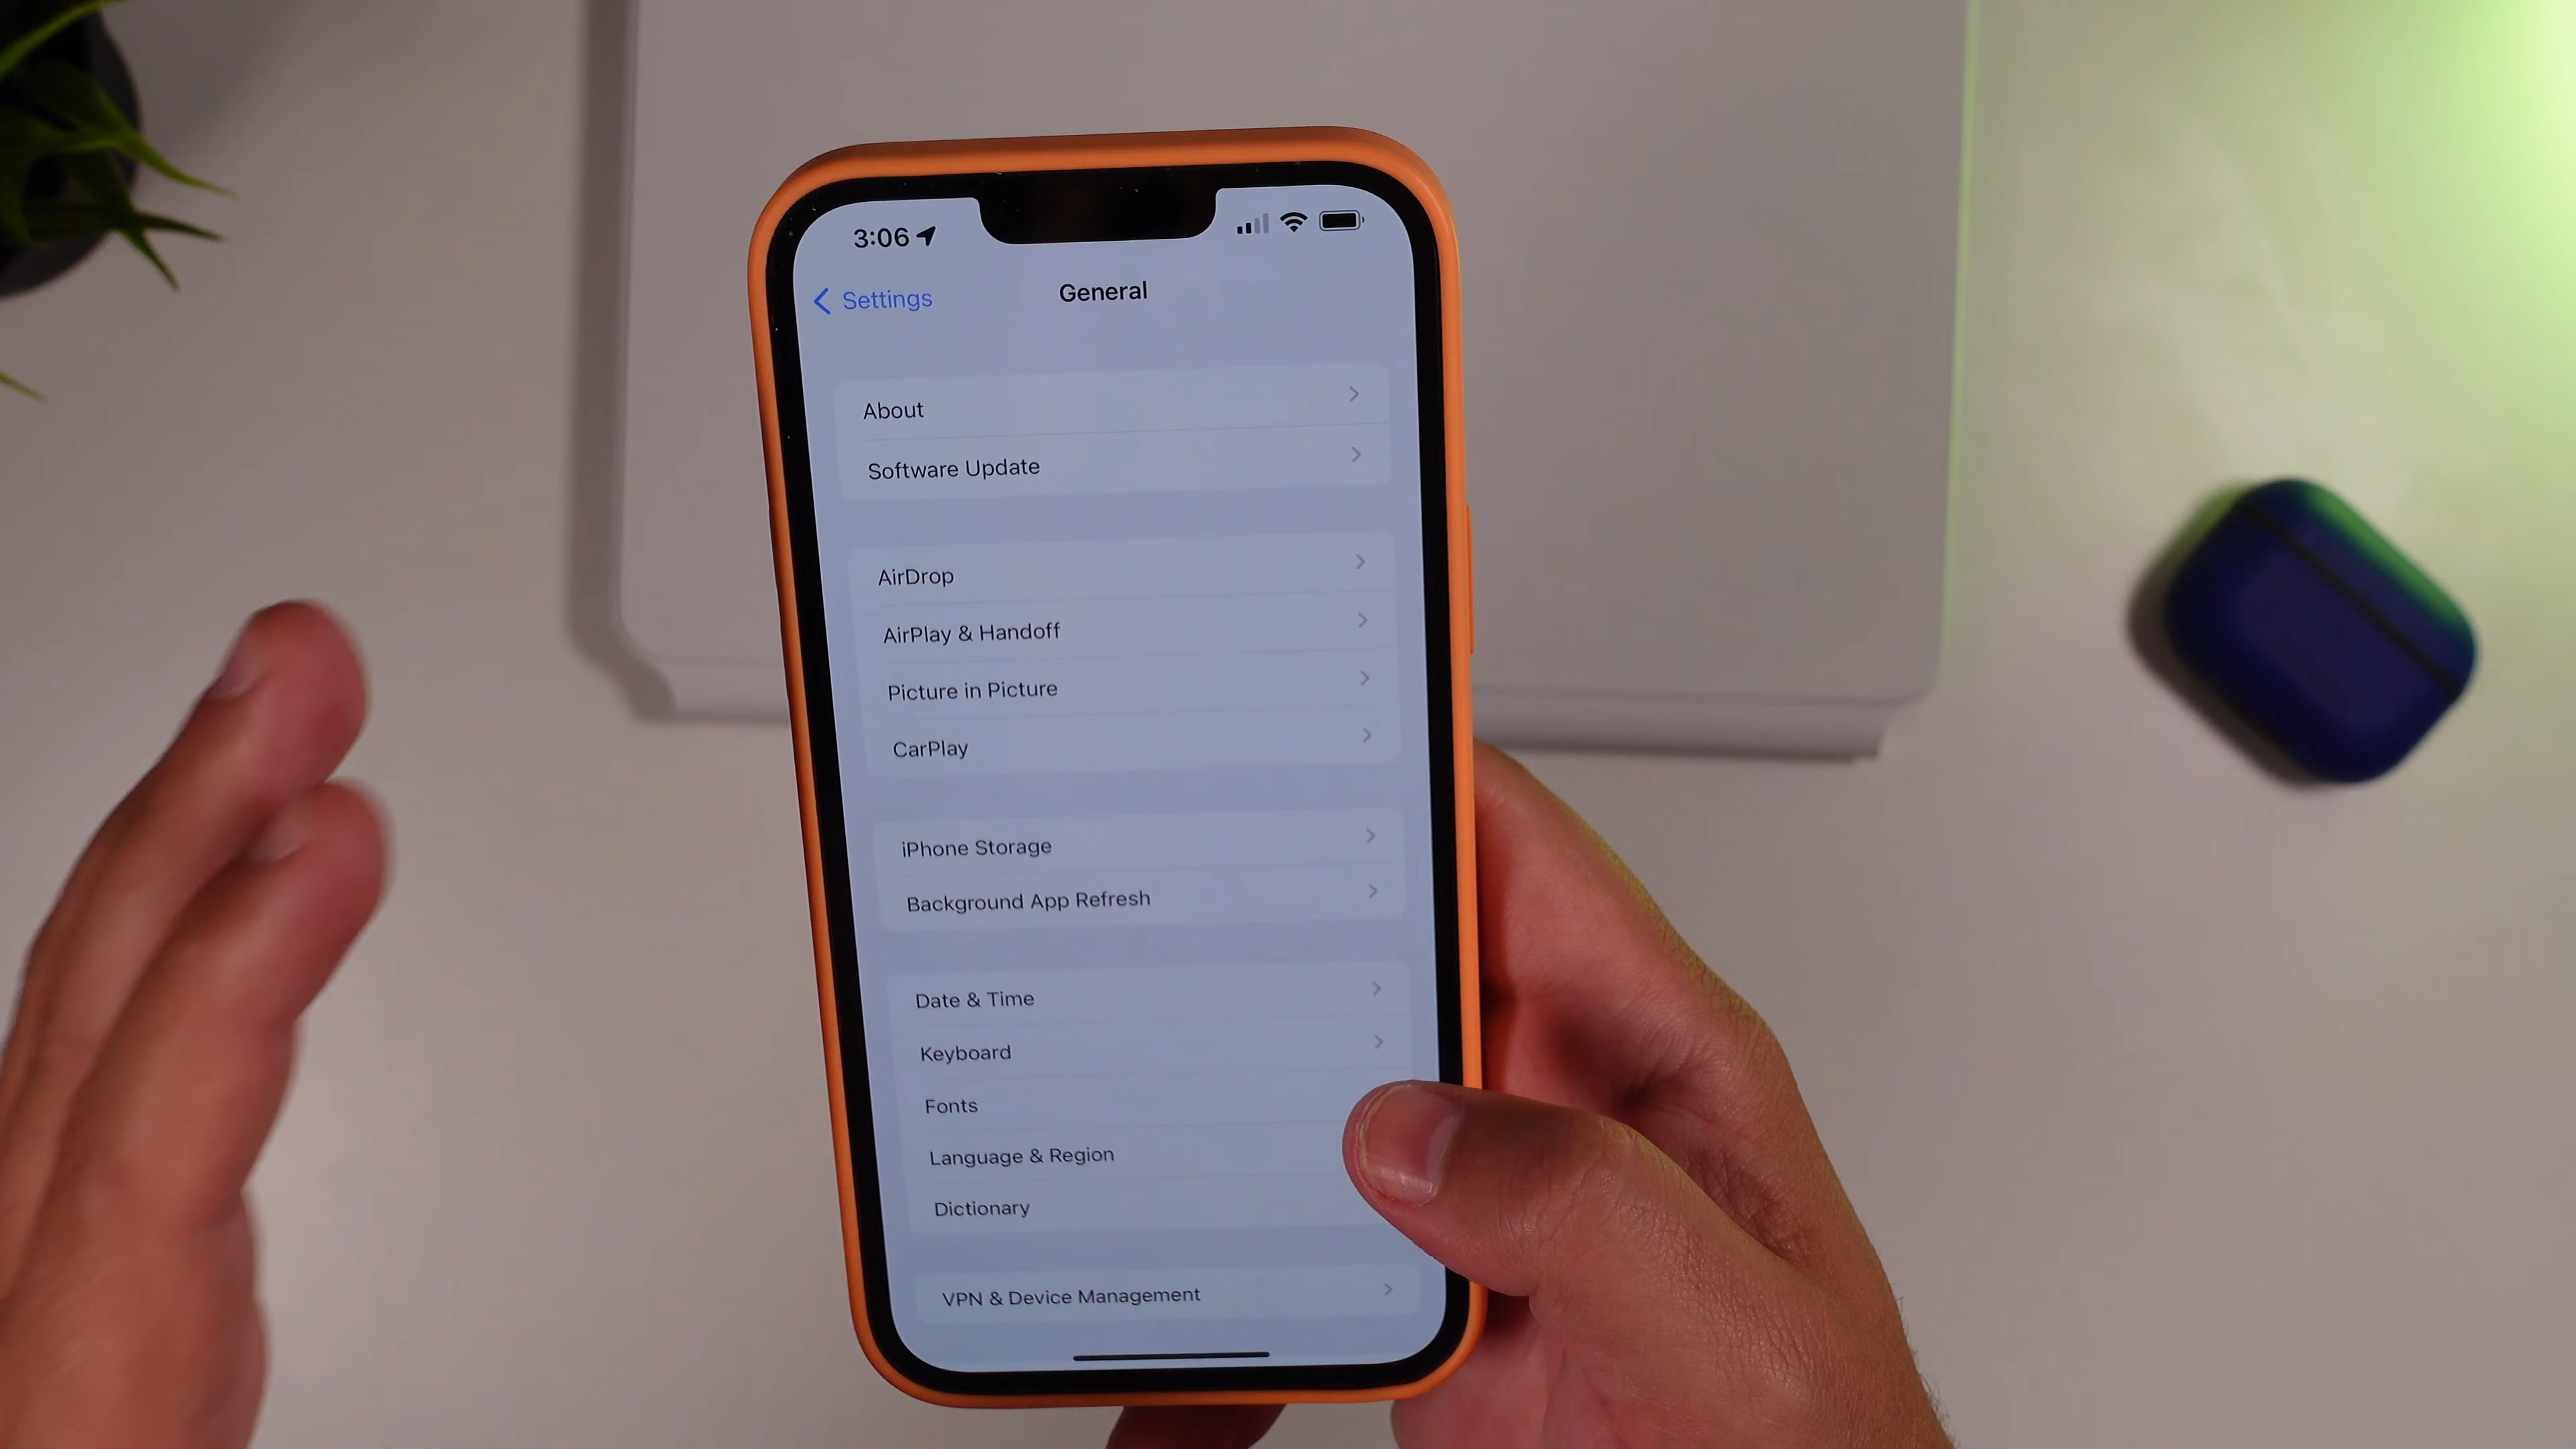 3:06
Settings
General
About
Software Update
AirDrop
AirPlay & Handoff
Picture in Picture
CarPlay
iPhone Storage
Background App Refresh
Date & Time
Keyboard
Fonts
Language & Region
Dictionary
VPN & Device Management